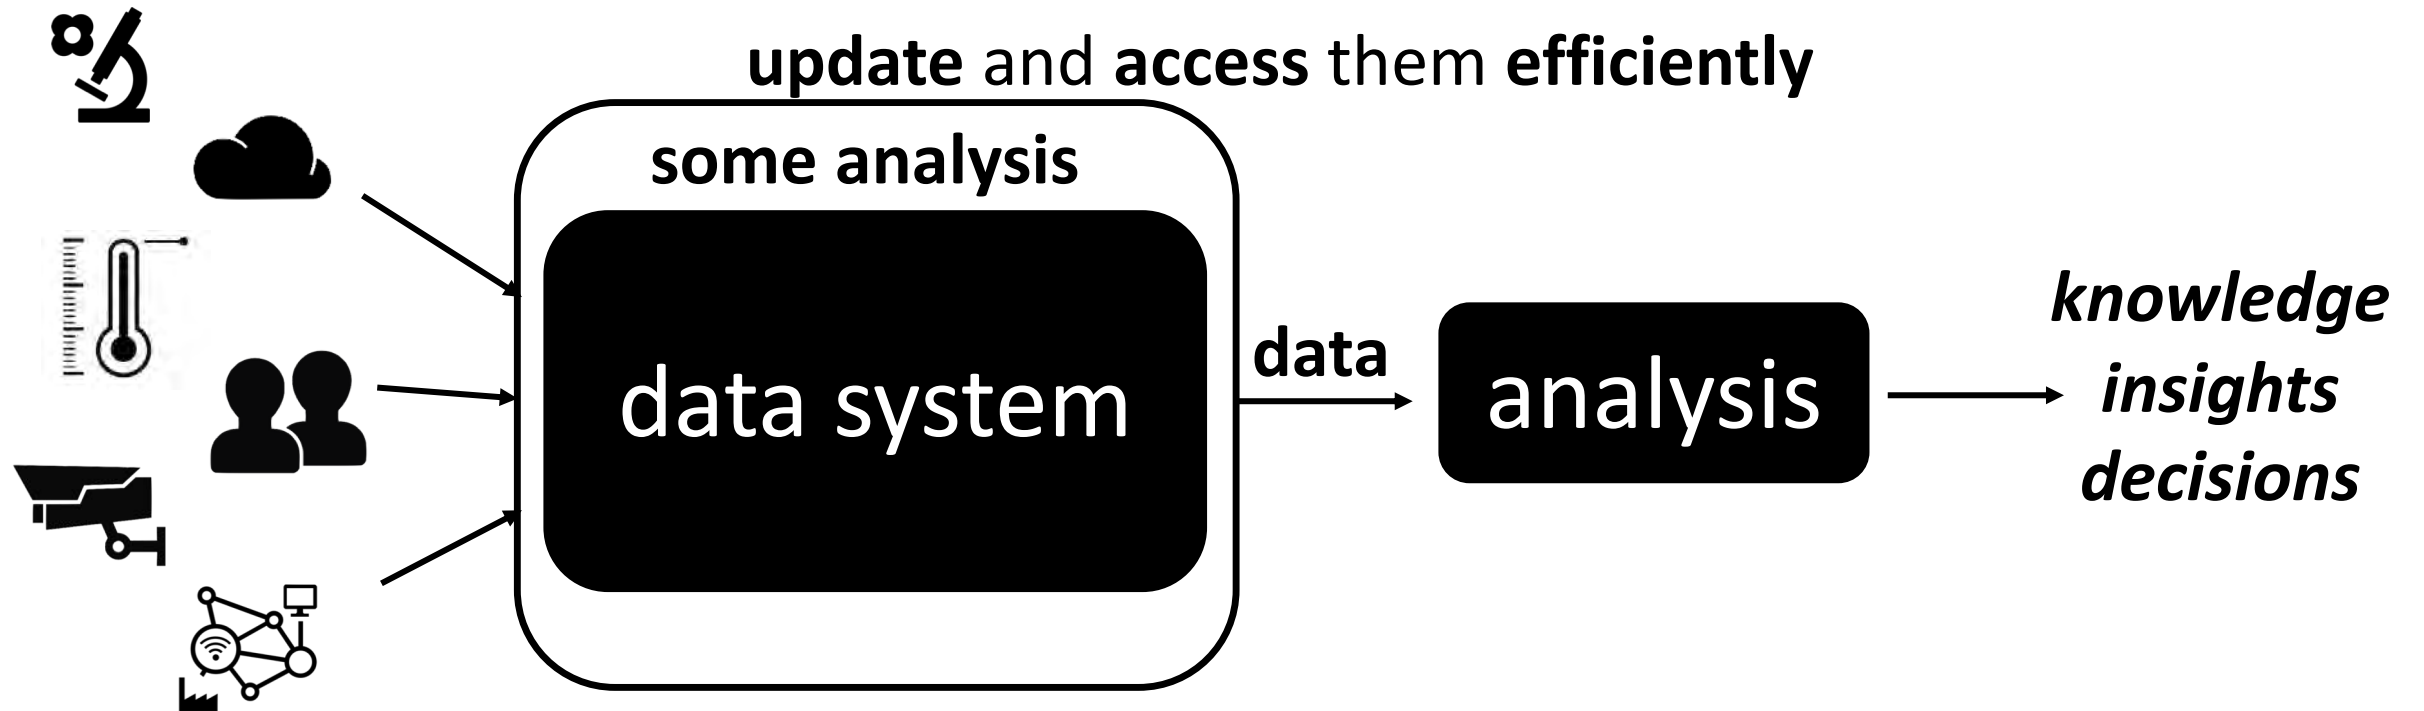 update and access them efficiently
some analysis
data system
data
analysis
knowledge
insights
decisions